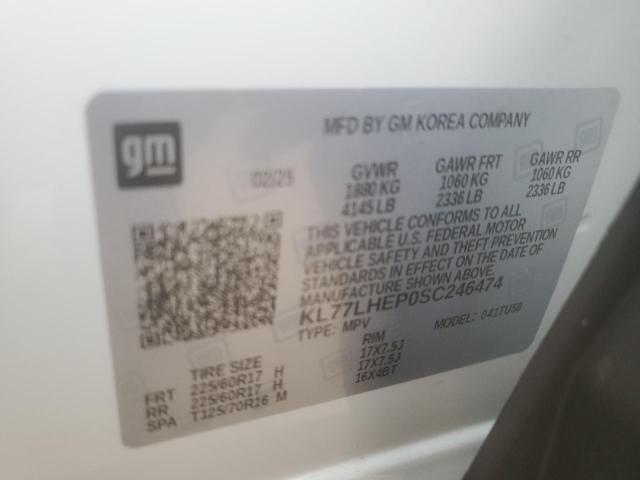 gm
MFD BY GM KOREA COMPANY
02/25
GVWR
1880 KG
4145 LB
GAWR FRT
1060 KG
2336 LB
GAWR RR
1060 KG
2336 LB
THIS VEHICLE CONFORMS TO ALL
APPLICABLE U.S. FEDERAL MOTOR
VEHICLE SAFETY AND THEFT PREVENTION
STANDARDS IN EFFECT ON THE DATE OF
MANUFACTURE SHOWN ABOVE.
KL77LHEP0SC246474
TYPE: MPV MODEL: 041TU58
TIRE SIZE RIM
FRT 225/60R17 H 17X7.5J
RR 225/60R17 H 17X7.5J
SPA T125/70R16 M 16X4BT